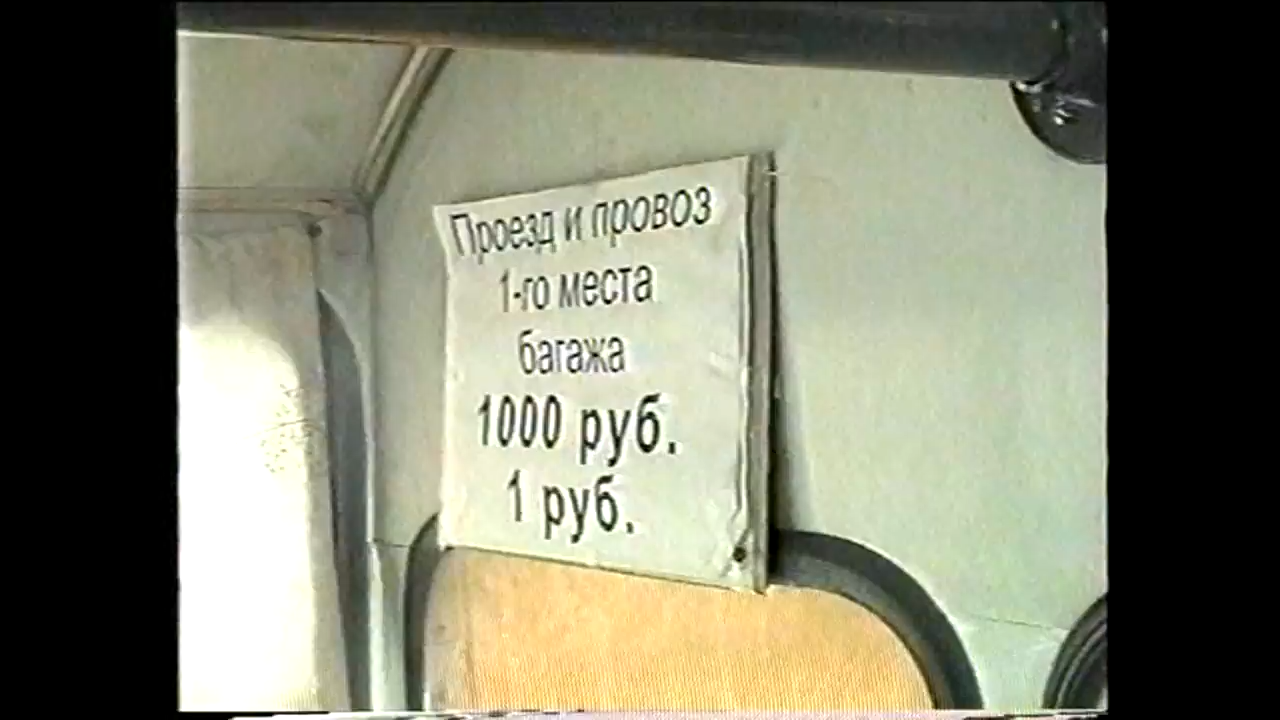 Проезд и провоз
1-го места
багажа
1000 руб.
1 руб.